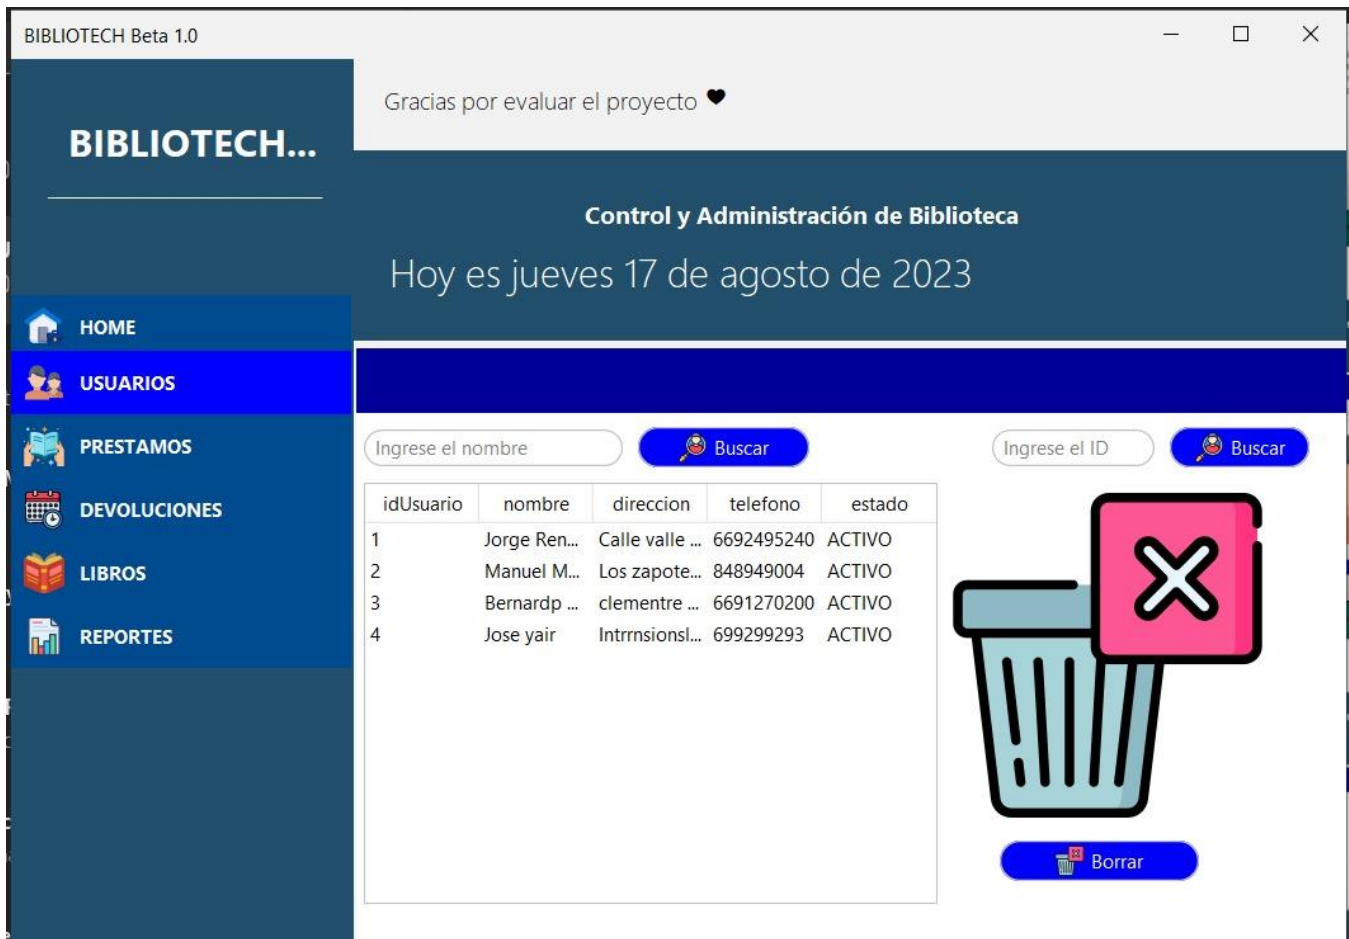 BIBLIOTECH Beta 1.0
Gracias por evaluar el proyecto
BIBLIOTECH...
Control y Administración de Biblioteca
Hoy es jueves 17 de agosto de 2023
HOME
USUARIOS
PRESTAMOS
DEVOLUCIONES
LIBROS
REPORTES
Ingrese el nombre Buscar Ingrese el ID Buscar
idUsuario nombre direccion telefono estado
1 Jorge Ren... Calle valle ... 6692495240 ACTIVO
2 Manuel M... Los zapote... 848949004 ACTIVO
3 Bernardp ... clementre ... 6691270200 ACTIVO
4 Jose yair Intrrnsionsl... 699299293 ACTIVO
Borrar